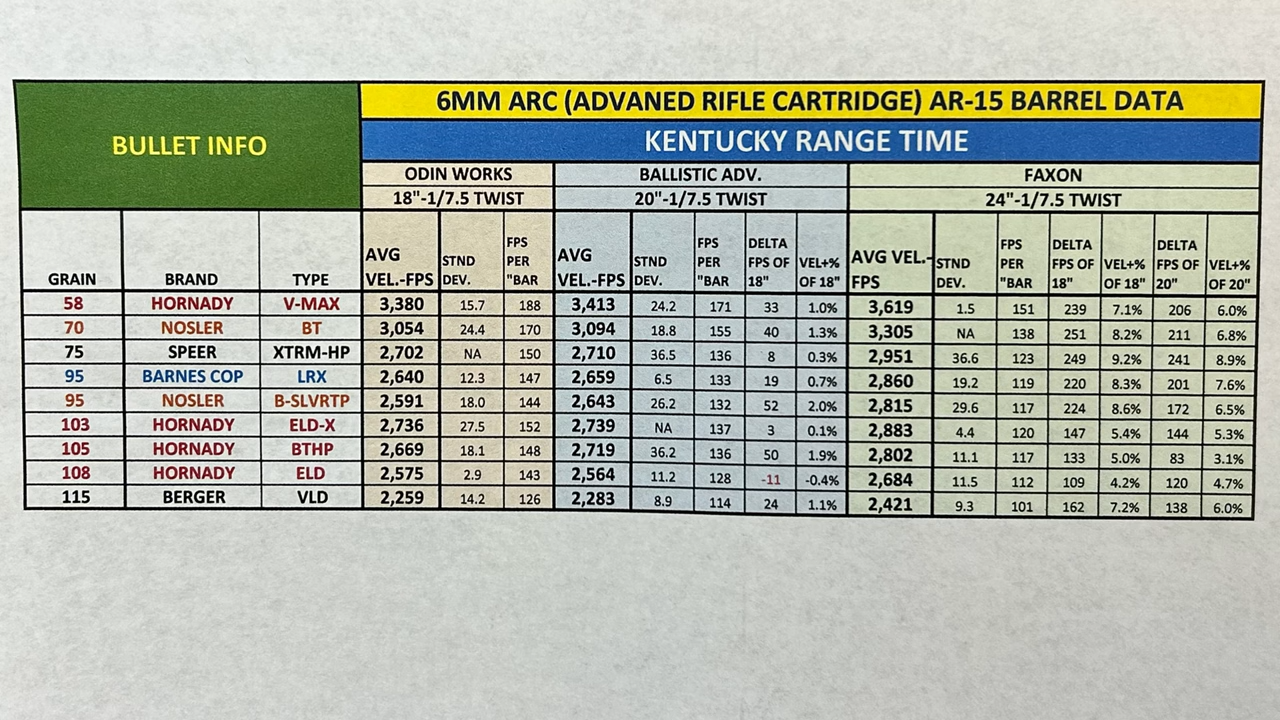 6MM ARC (ADVANED RIFLE CARTRIDGE) AR-15 BARREL DATA
BULLET INFO
KENTUCKY RANGE TIME
ODIN WORKS BALLISTIC ADV. FAXON
18"-1/7.5 TWIST 20"-1/7.5 TWIST 24"-1/7.5 TWIST
GRAIN BRAND TYPE AVG VEL.-FPS STND DEV. FPS PER "BAR AVG VEL.-FPS STND DEV. FPS PER "BAR DELTA FPS OF 18" VEL+% OF 18" AVG VEL.-FPS STND DEV. FPS PER "BAR DELTA FPS OF 18" VEL+% OF 18" DELTA FPS OF 20" VEL+% OF 20"
58 HORNADY V-MAX 3,380 15.7 188 3,413 24.2 171 33 1.0% 3,619 1.5 151 239 7.1% 206 6.0%
70 NOSLER BT 3,054 24.4 170 3,094 18.8 155 40 1.3% 3,305 NA 138 251 8.2% 211 6.8%
75 SPEER XTRM-HP 2,702 NA 150 2,710 36.5 136 8 0.3% 2,951 36.6 123 249 9.2% 241 8.9%
95 BARNES COP LRX 2,640 12.3 147 2,659 6.5 133 19 0.7% 2,860 19.2 119 220 8.3% 201 7.6%
95 NOSLER B-SLVRTP 2,591 18.0 144 2,643 26.2 132 52 2.0% 2,815 29.6 117 224 8.6% 172 6.5%
103 HORNADY ELD-X 2,736 27.5 152 2,739 NA 137 3 0.1% 2,883 4.4 120 147 5.4% 144 5.3%
105 HORNADY BTHP 2,669 18.1 148 2,719 36.2 136 50 1.9% 2,802 11.1 117 133 5.0% 83 3.1%
108 HORNADY ELD 2,575 2.9 143 2,564 11.2 128 -11 -0.4% 2,684 11.5 112 109 4.2% 120 4.7%
115 BERGER VLD 2,259 14.2 126 2,283 8.9 114 24 1.1% 2,421 9.3 101 162 7.2% 138 6.0%